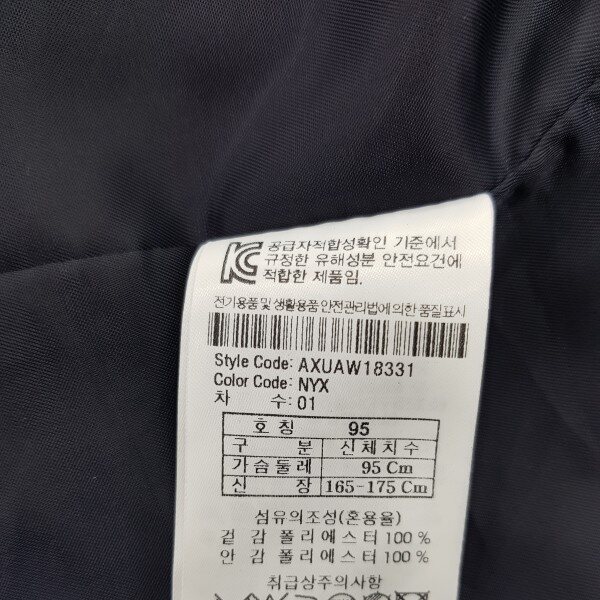 KC 공급자적합성확인 기준에서
규정한 유해성분 안전요건에
적합한 제품임.
전기용품 및 생활용품 안전관리법에 의한 품질표시
Style Code: AXUAW18331
Color Code: NYX
차 수: 01
호 칭 95
구 분 신체치수
가슴둘레 95 Cm
신 장 165-175 Cm
섬유의조성(혼용율)
겉 감 폴리에스터 100 %
안 감 폴리에스터 100 %
취급상주의사항